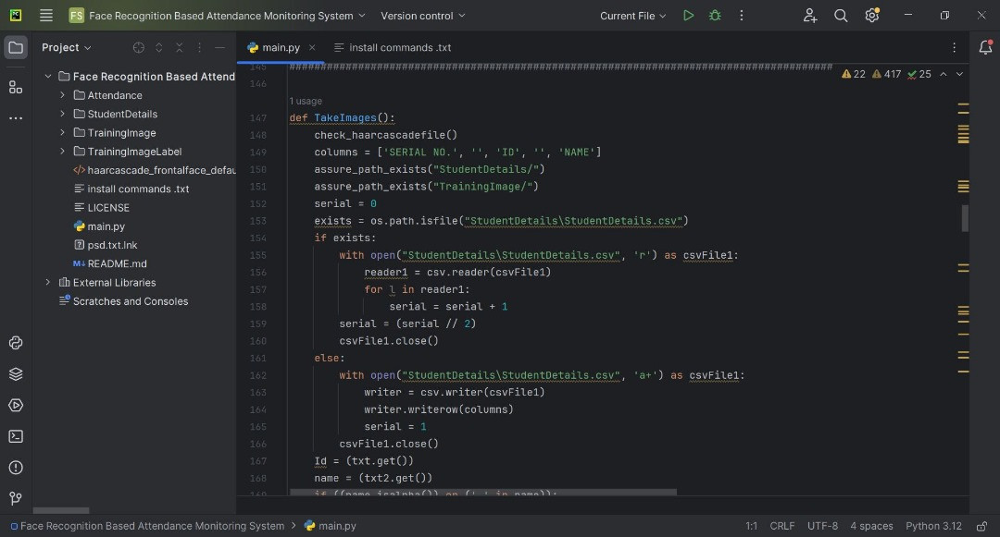 PC
FS Face Recognition Based Attendance Monitoring System Version control Current File
Project
main.py install commands .txt
Face Recognition Based Attend
Attendance
StudentDetails
TrainingImage
TrainingImageLabel
haarcascade_frontalface_defau
install commands .txt
LICENSE
main.py
psd.txt.lnk
README.md
External Libraries
Scratches and Consoles
22 417 25
145 ####################################################################################
146
1 usage
147 def TakeImages():
148 check_haarcascadefile()
149 columns = ['SERIAL NO.', '', 'ID', '', 'NAME']
150 assure_path_exists("StudentDetails/")
151 assure_path_exists("TrainingImage/")
152 serial = 0
153 exists = os.path.isfile("StudentDetails\StudentDetails.csv")
154 if exists:
155 with open("StudentDetails\StudentDetails.csv", 'r') as csvFile1:
156 reader1 = csv.reader(csvFile1)
157 for l in reader1:
158 serial = serial + 1
159 serial = (serial // 2)
160 csvFile1.close()
161 else:
162 with open("StudentDetails\StudentDetails.csv", 'a+') as csvFile1:
163 writer = csv.writer(csvFile1)
164 writer.writerow(columns)
165 serial = 1
166 csvFile1.close()
167 Id = (txt.get())
168 name = (txt2.get())
169 if ((name.isalpha()) or (' ' in name)):
Face Recognition Based Attendance Monitoring System > main.py 1:1 CRLF UTF-8 4 spaces Python 3.12